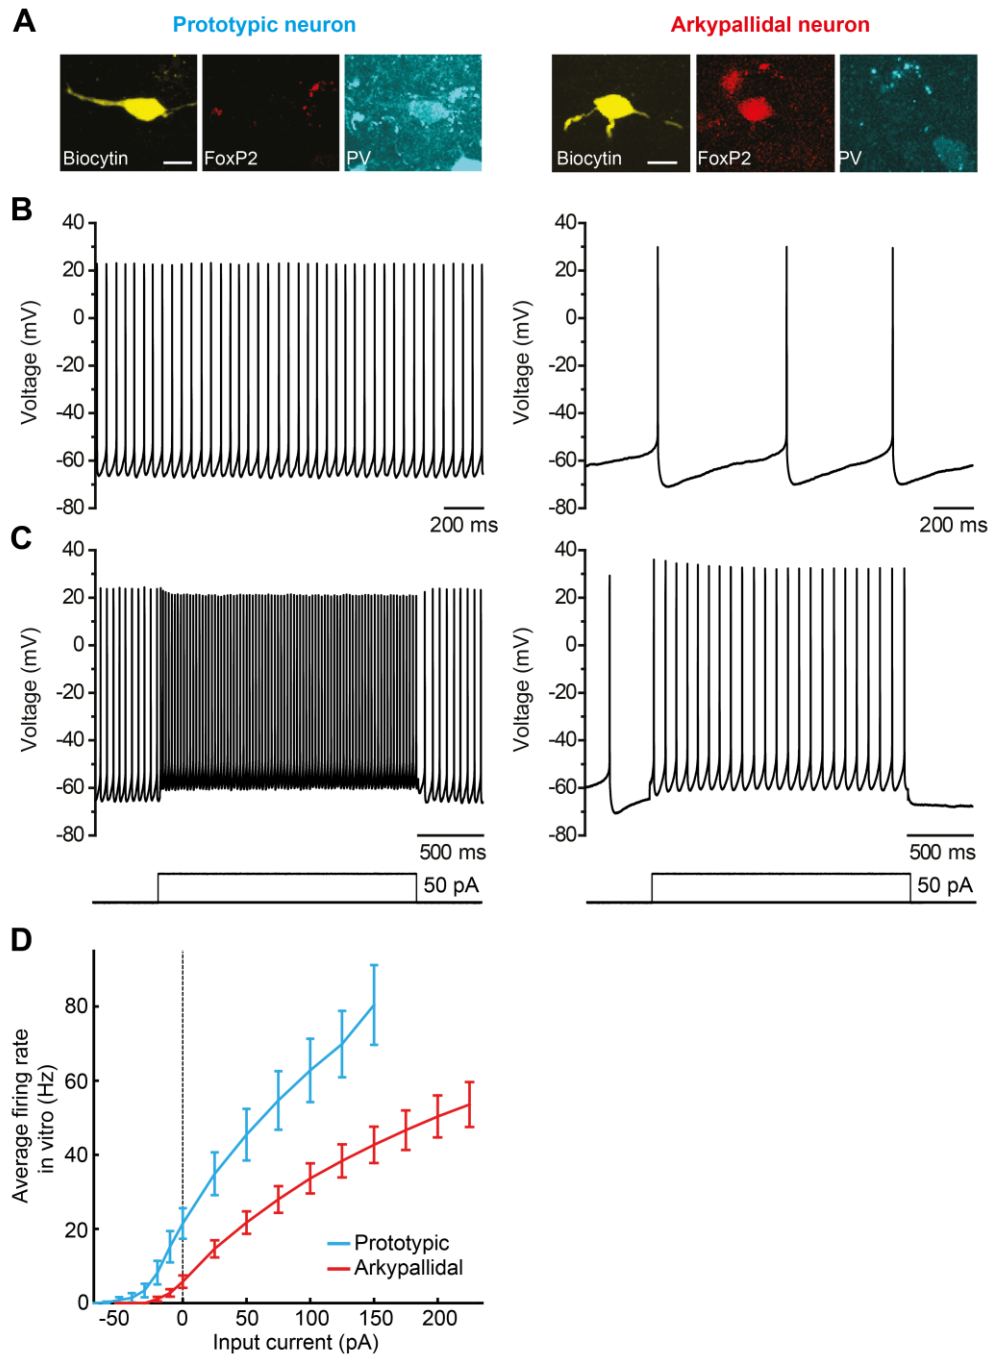 A
Prototypic neuron
Arkypallidal neuron
Biocytin
FoxP2
PV
Biocytin
FoxP2
PV
B
Voltage (mV)
40
20
0
-20
-40
-60
-80
200 ms
Voltage (mV)
40
20
0
-20
-40
-60
-80
200 ms
C
Voltage (mV)
40
20
0
-20
-40
-60
-80
500 ms
50 pA
Voltage (mV)
40
20
0
-20
-40
-60
-80
500 ms
50 pA
D
Average firing rate
in vitro (Hz)
80
60
40
20
0
-50 0 50 100 150 200
Input current (pA)
Prototypic
Arkypallidal